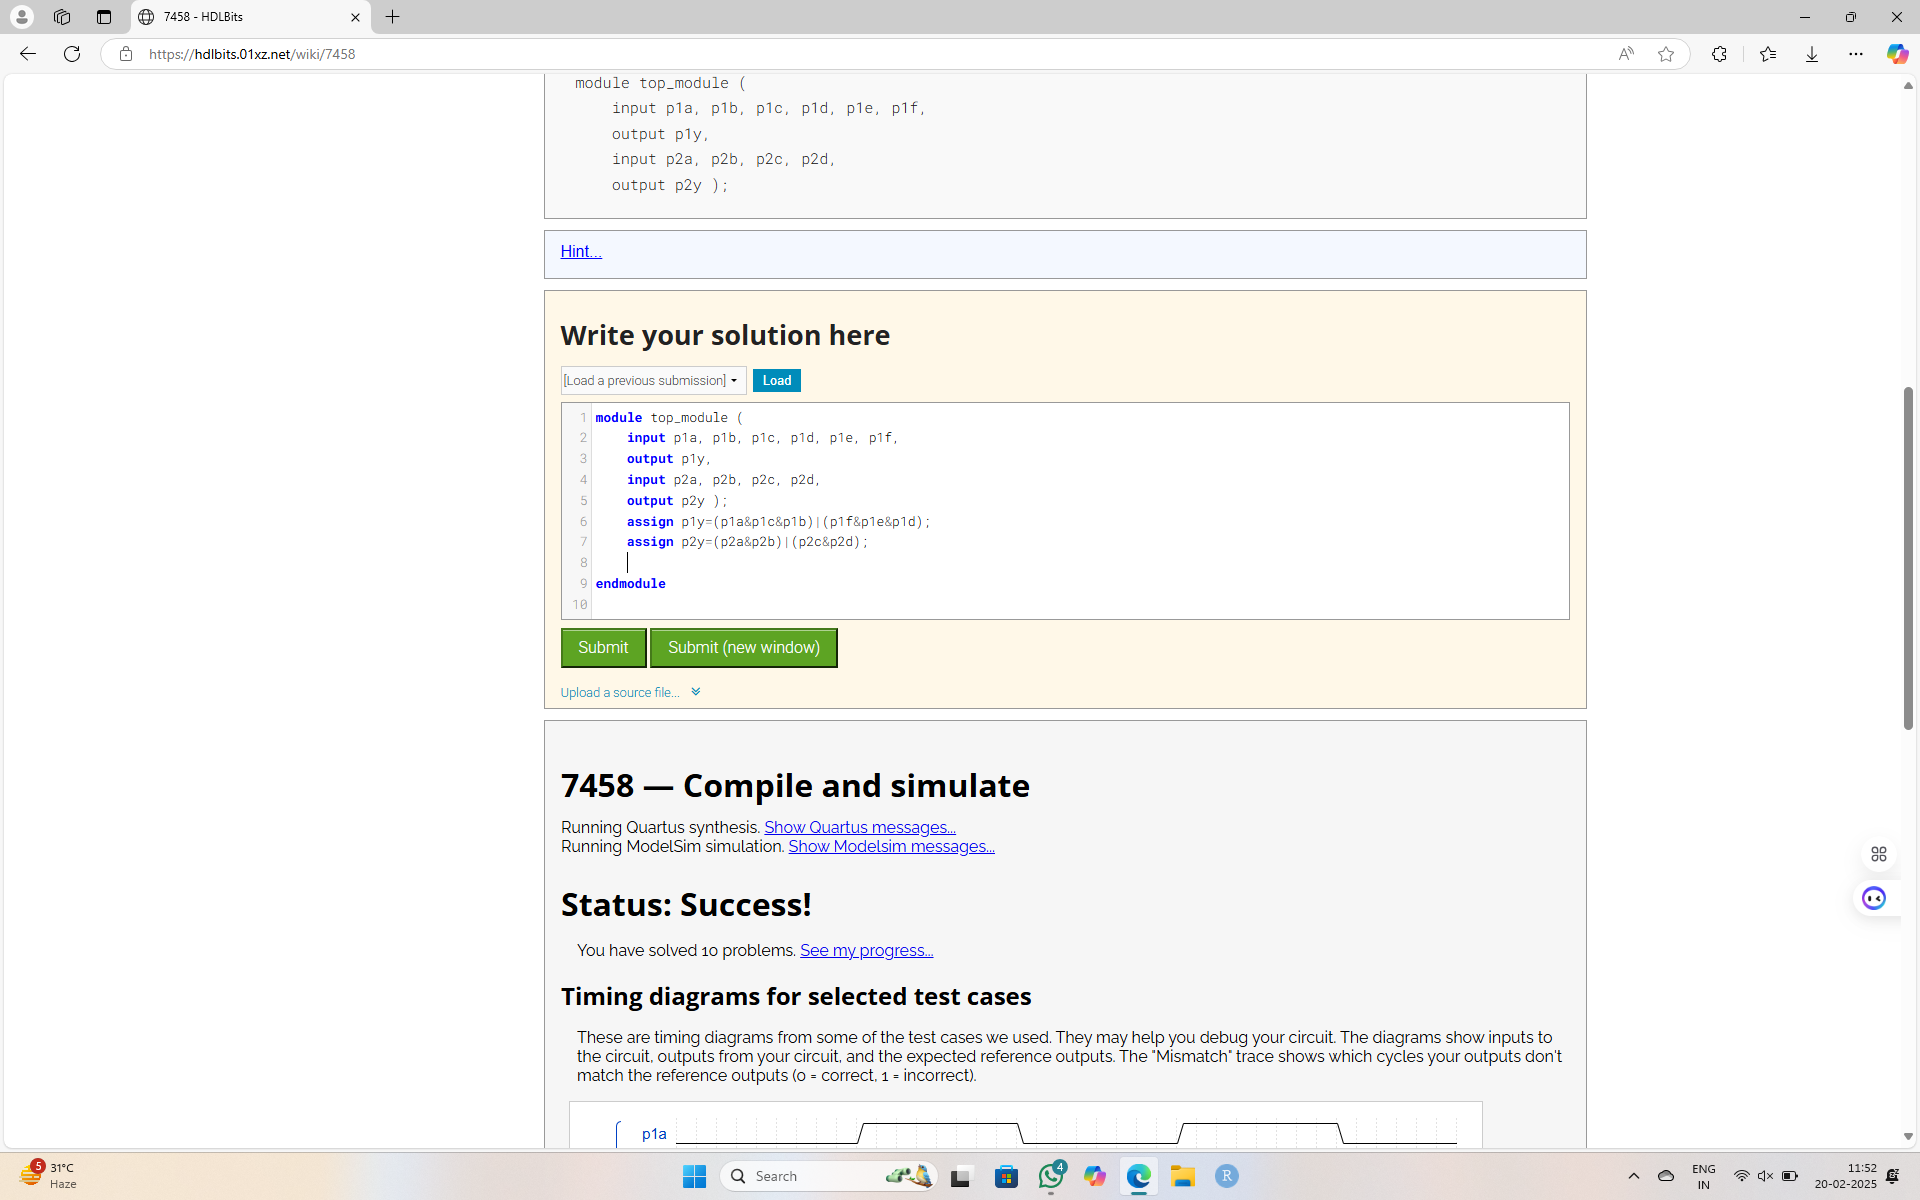 7458 - HDLBits
https://hdlbits.01xz.net/wiki/7458
module top_module (
input p1a, p1b, p1c, p1d, p1e, p1f,
output p1y,
input p2a, p2b, p2c, p2d,
output p2y );
Hint...
Write your solution here
[Load a previous submission]
Load
1 module top_module (
2 input p1a, p1b, p1c, p1d, p1e, p1f,
3 output p1y,
4 input p2a, p2b, p2c, p2d,
5 output p2y );
6 assign p1y=(p1a&p1c&p1b)|(p1f&p1e&p1d);
7 assign p2y=(p2a&p2b)|(p2c&p2d);
8
9 endmodule
10
Submit
Submit (new window)
Upload a source file...
7458 — Compile and simulate
Running Quartus synthesis. Show Quartus messages...
Running ModelSim simulation. Show Modelsim messages...
Status: Success!
You have solved 10 problems. See my progress...
Timing diagrams for selected test cases
These are timing diagrams from some of the test cases we used. They may help you debug your circuit. The diagrams show inputs to
the circuit, outputs from your circuit, and the expected reference outputs. The "Mismatch" trace shows which cycles your outputs don't
match the reference outputs (0 = correct, 1 = incorrect).
p1a
5
31°C
Haze
Search
4
R
ENG
IN
11:52
20-02-2025